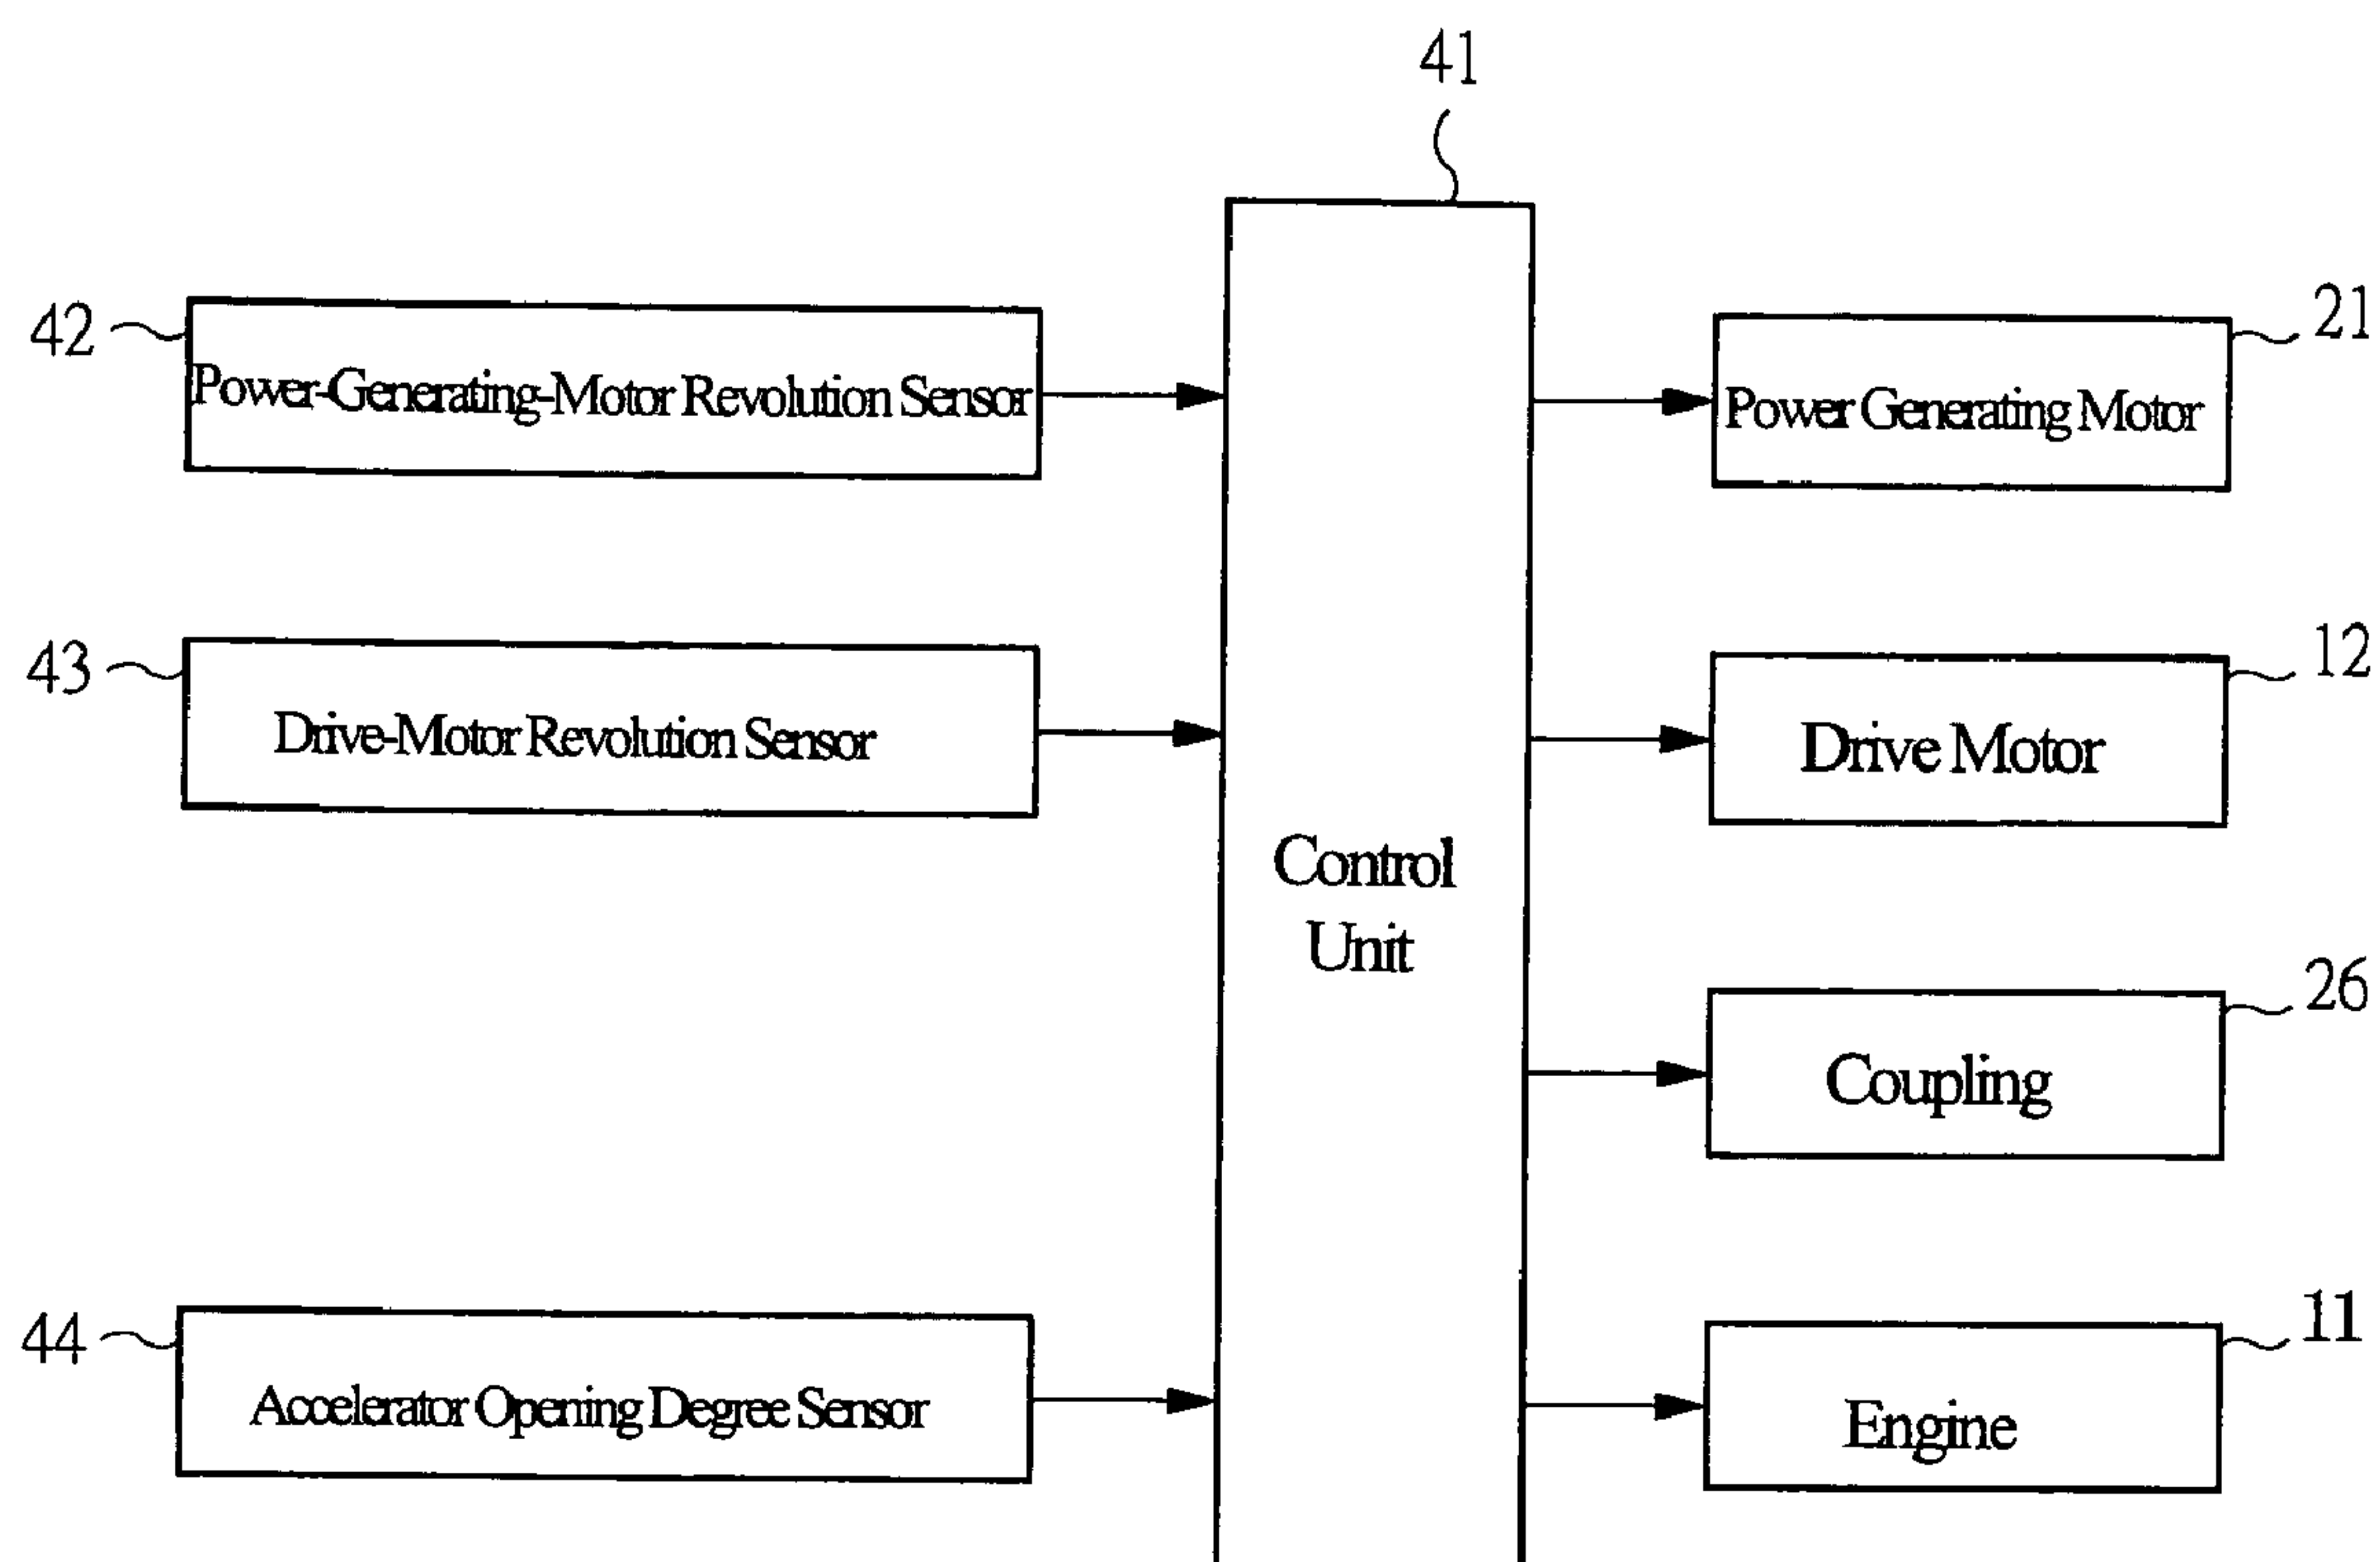 41
42
Power-Generating-Motor Revolution Sensor
Power Generating Motor
21
43
Drive-Motor Revolution Sensor
Drive Motor
12
Control
Unit
Coupling
26
44
Accelerator Opening Degree Sensor
Engine
11